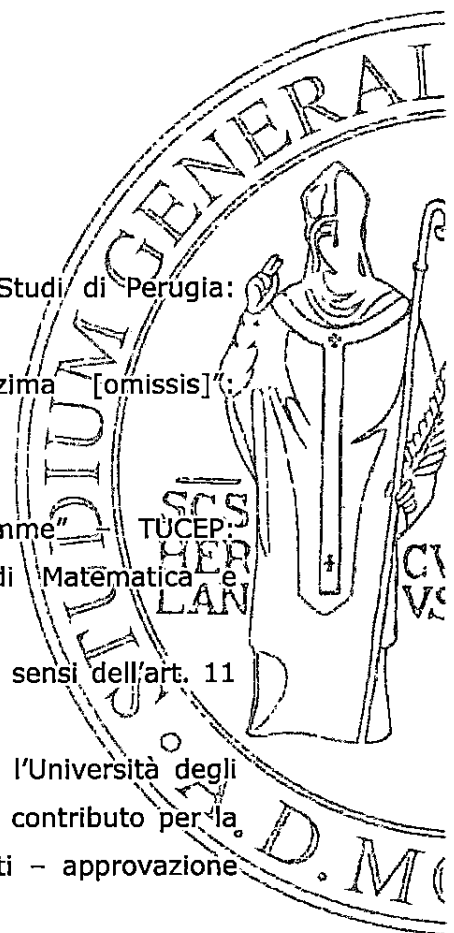 Studi di Perugia:
zima [omissis]":
mme" – TUCEP:
di Matematica e
sensi dell'art. 11
l'Università degli
contributo per la
ti – approvazione
STUDIUM GENERAL
SCS
HER
LAN
CV
VS
A.D. MC